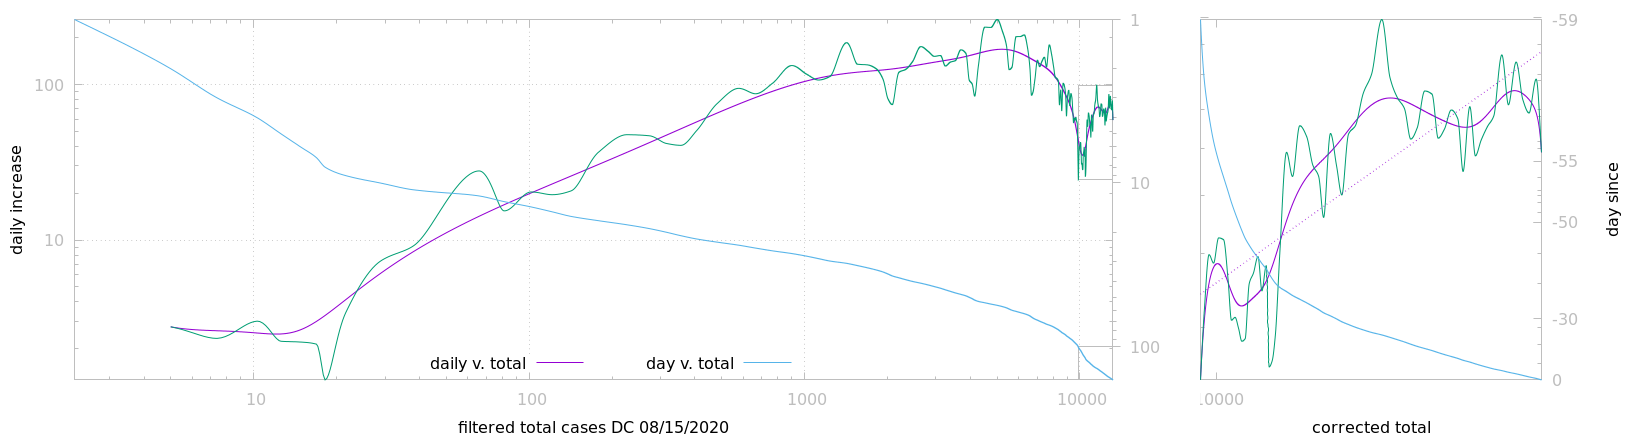 daily increase
100
10
daily v. total
day v. total
10
100
1000
10000
filtered total cases DC 08/15/2020
1
10
100
-59
-55
-50
-30
0
day since
0000
corrected total